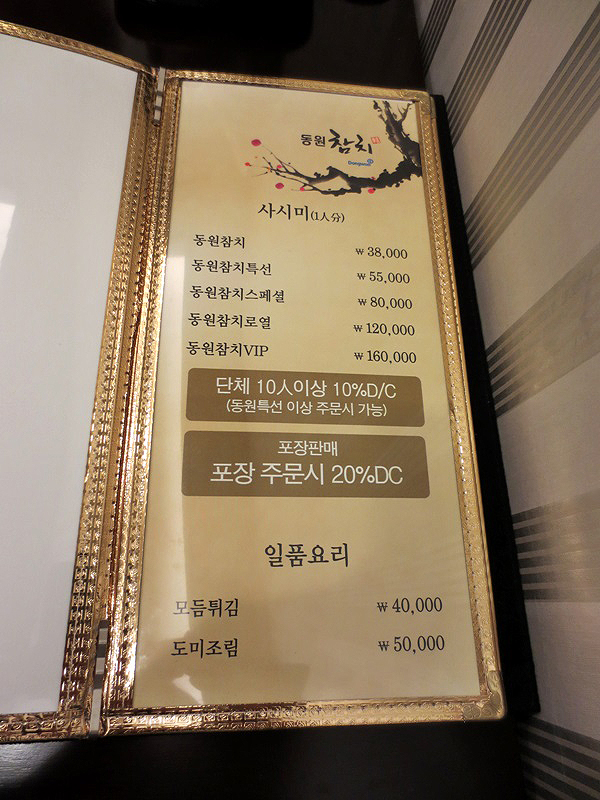 동원 참치
Dongwon
사시미(1人分)
동원참치 ₩ 38,000
동원참치특선 ₩ 55,000
동원참치스페셜 ₩ 80,000
동원참치로열 ₩ 120,000
동원참치VIP ₩ 160,000
단체 10人이상 10%D/C
(동원특선 이상 주문시 가능)
포장판매
포장 주문시 20%DC
일품요리
모듬튀김 ₩ 40,000
도미조림 ₩ 50,000